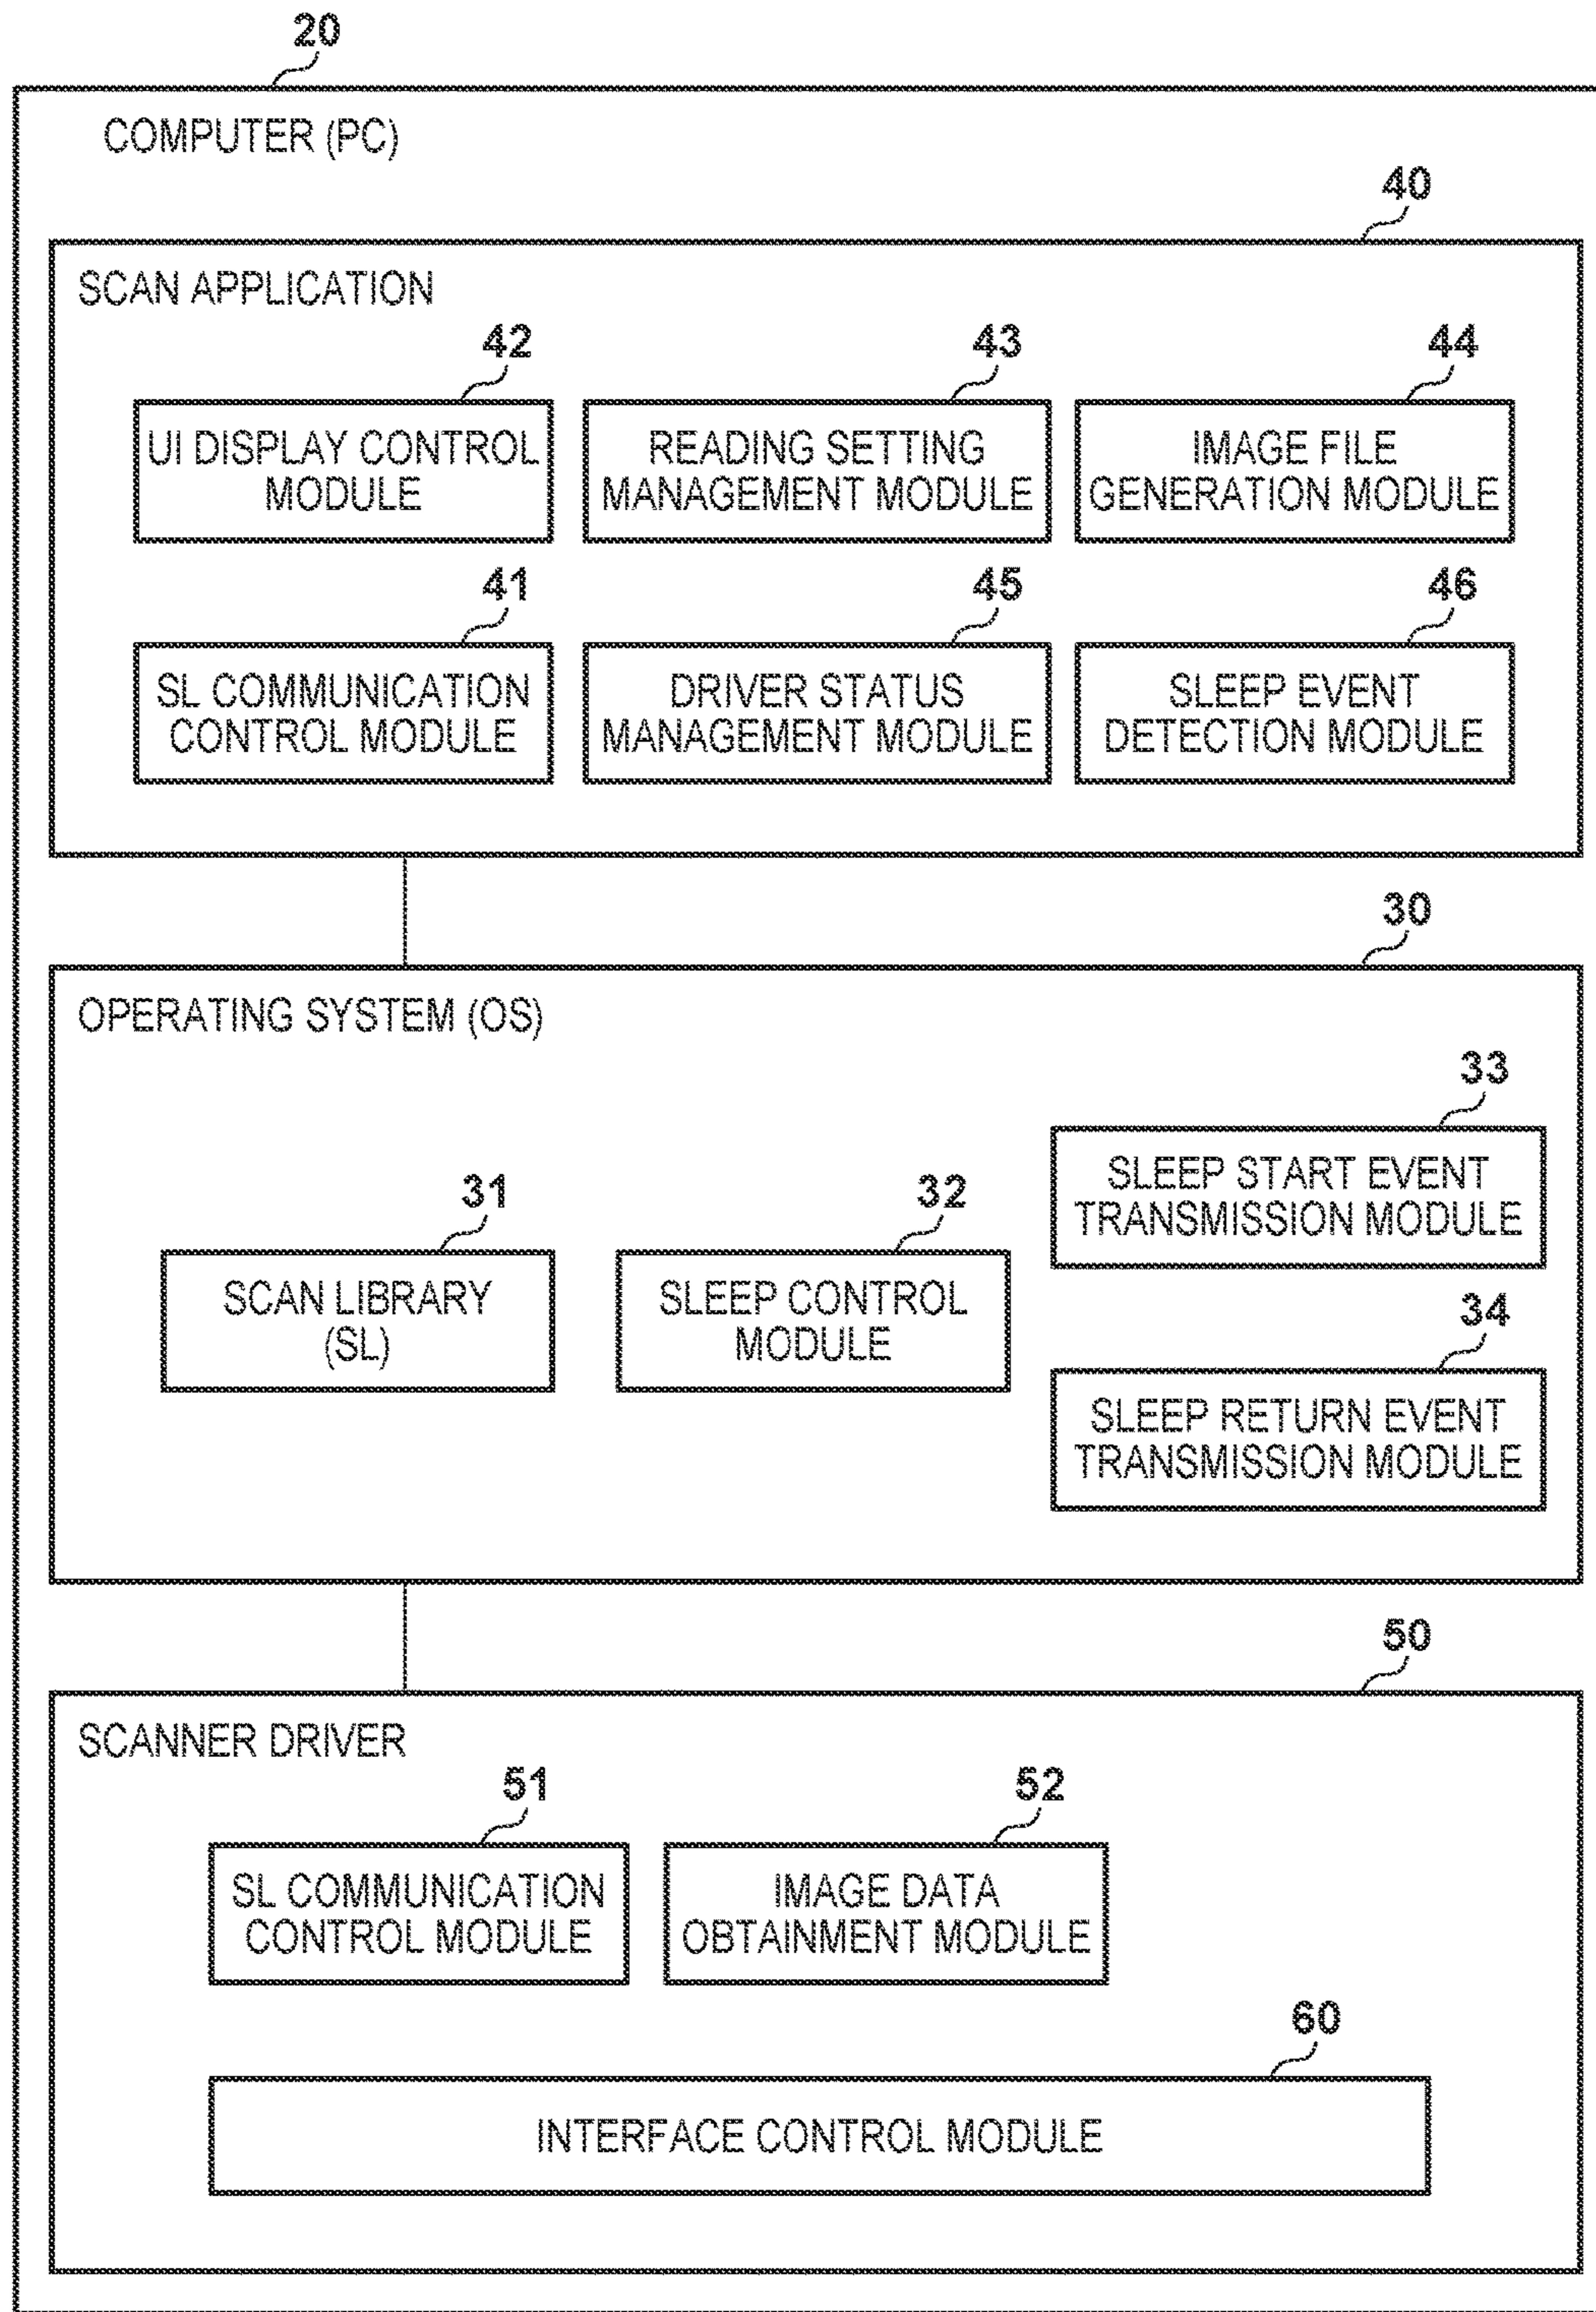 20
COMPUTER (PC)
40
SCAN APPLICATION
42
43
44
UI DISPLAY CONTROL
MODULE
READING SETTING
MANAGEMENT MODULE
IMAGE FILE
GENERATION MODULE
41
45
46
SL COMMUNICATION
CONTROL MODULE
DRIVER STATUS
MANAGEMENT MODULE
SLEEP EVENT
DETECTION MODULE
30
OPERATING SYSTEM (OS)
33
SLEEP START EVENT
TRANSMISSION MODULE
31
32
SCAN LIBRARY
(SL)
SLEEP CONTROL
MODULE
34
SLEEP RETURN EVENT
TRANSMISSION MODULE
50
SCANNER DRIVER
51
52
SL COMMUNICATION
CONTROL MODULE
IMAGE DATA
OBTAINMENT MODULE
60
INTERFACE CONTROL MODULE